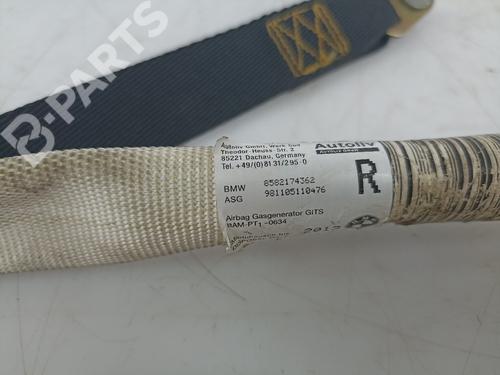 B-PARTS
Autoliv GmbH, Werk Süd
Theodor-Heuss-Str. 2
85221 Dachau, Germany
Tel. +49/(0)8131/295-0
Autoliv
BMW 8582174362
ASG 981105110476
R
Airbag Gasgenerator GITS
BAM-PT1-0634